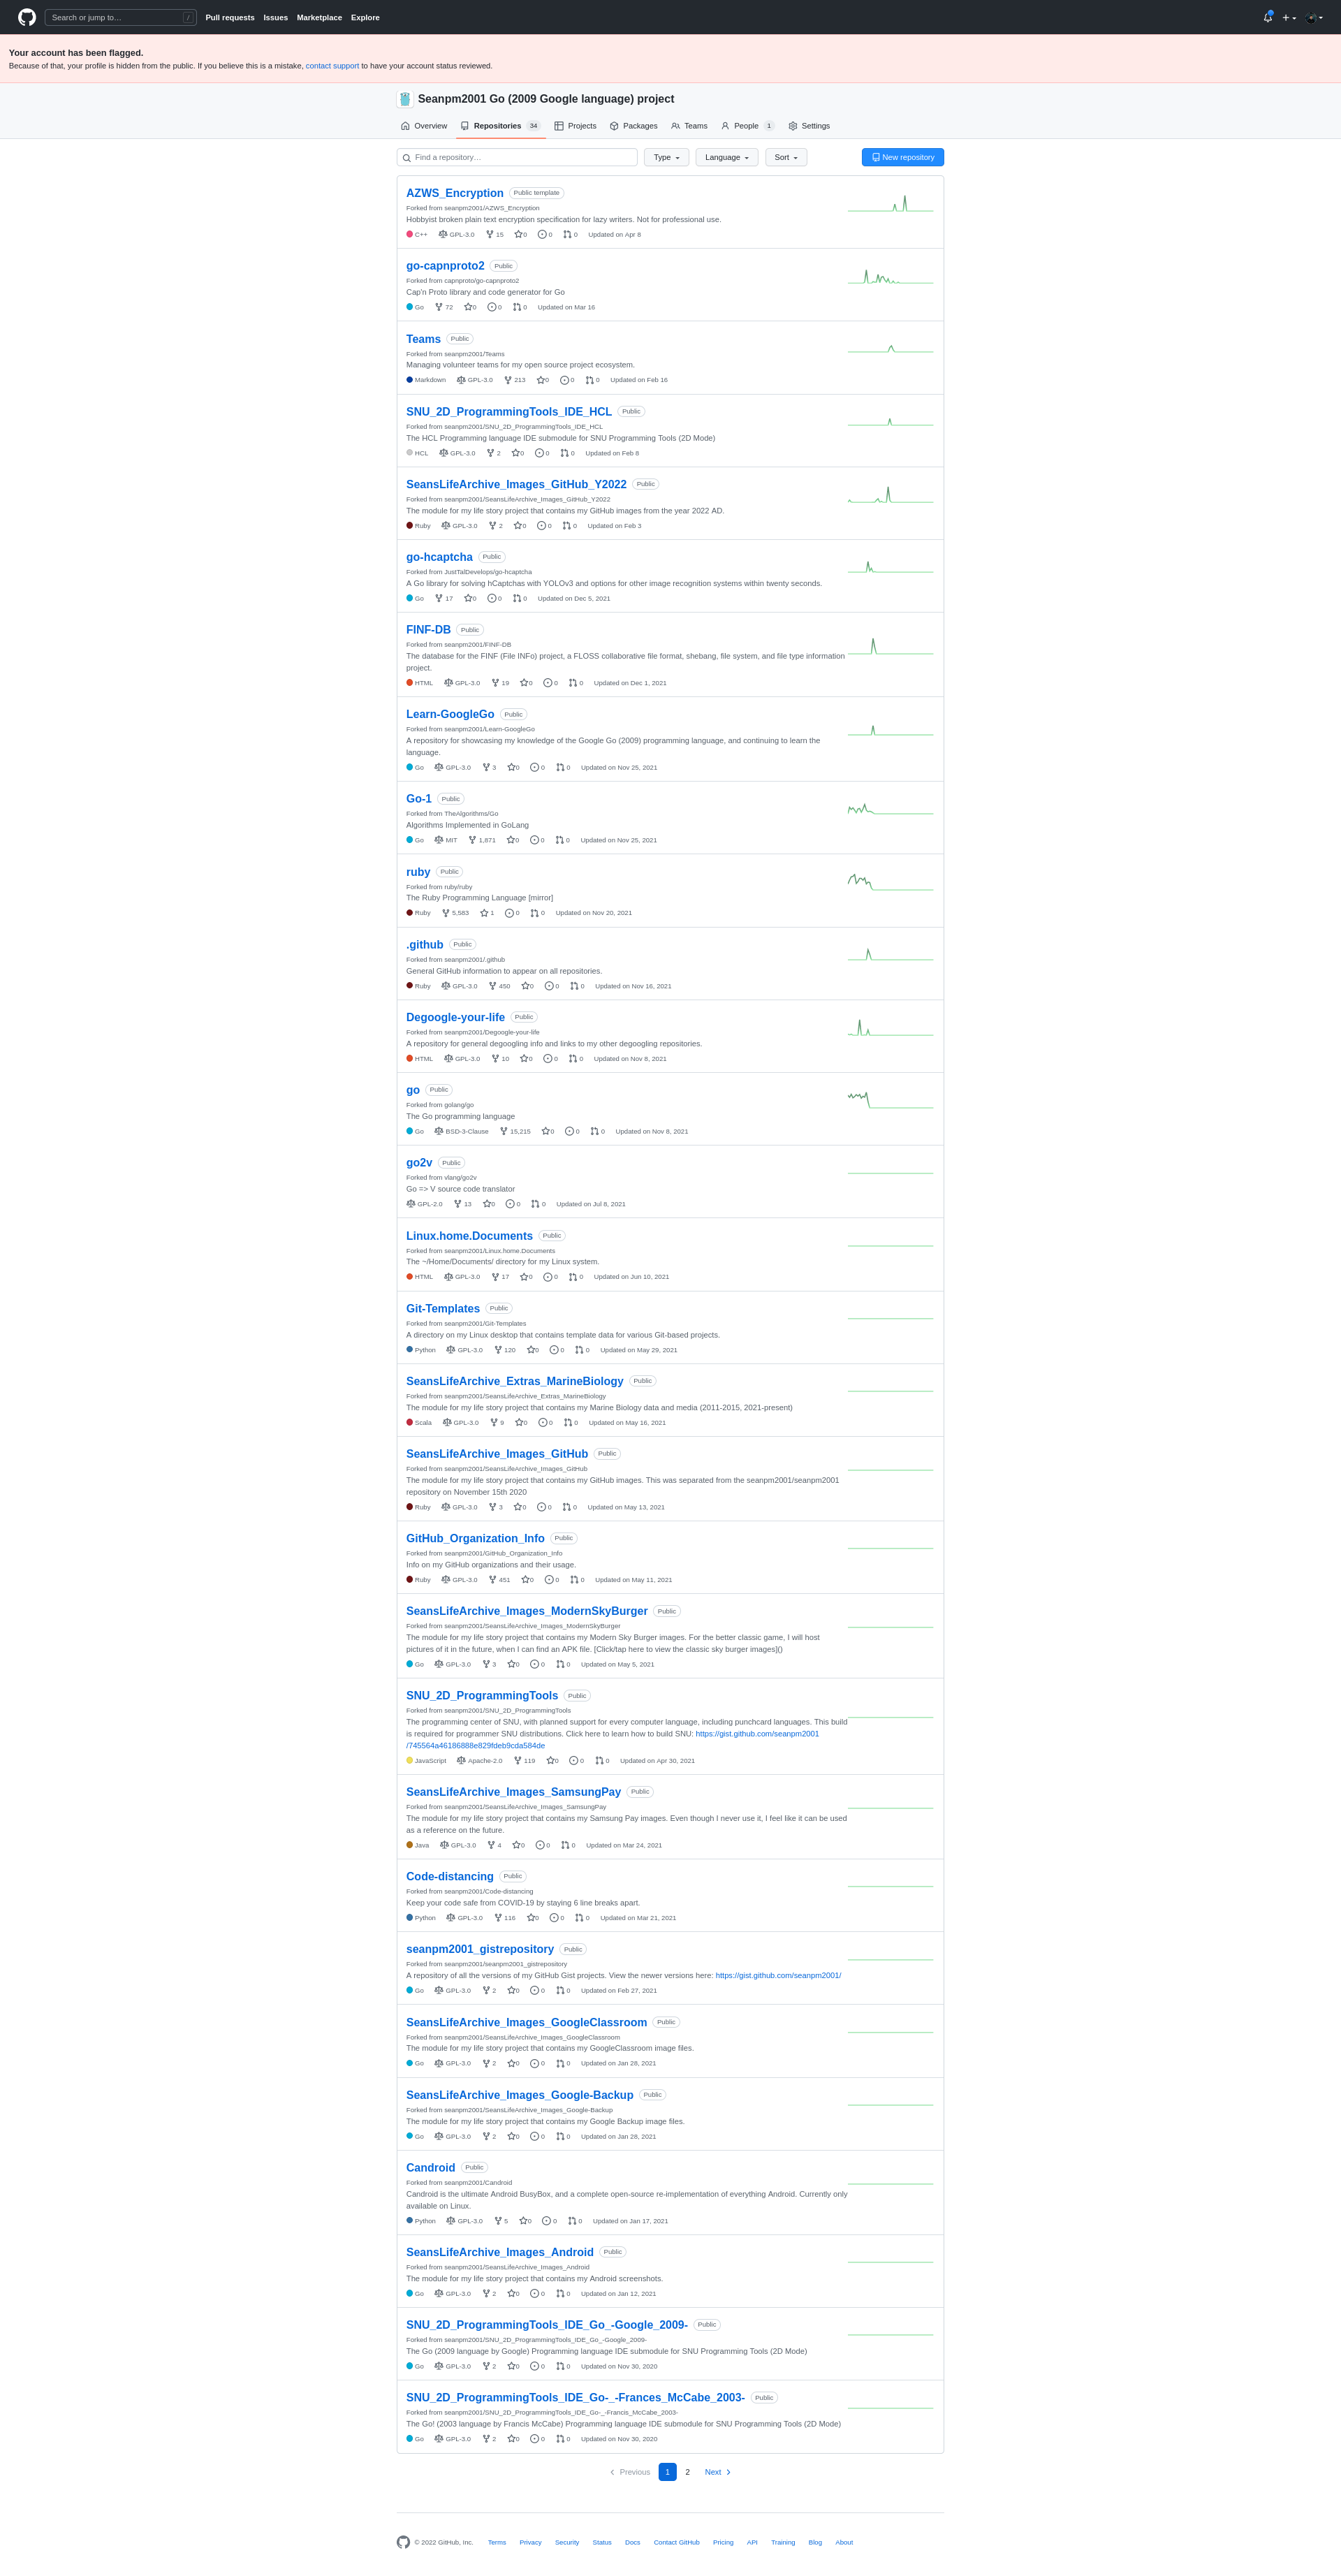 Search or jump to… /
Pull requests Issues Marketplace Explore
Your account has been flagged.
Because of that, your profile is hidden from the public. If you believe this is a mistake, contact support to have your account status reviewed.
Seanpm2001 Go (2009 Google language) project
Overview Repositories 34 Projects Packages Teams People 1 Settings
Find a repository… Type Language Sort New repository
AZWS_Encryption Public template
Forked from seanpm2001/AZWS_Encryption
Hobbyist broken plain text encryption specification for lazy writers. Not for professional use.
C++ GPL-3.0 15 0 0 0 Updated on Apr 8
go-capnproto2 Public
Forked from capnproto/go-capnproto2
Cap'n Proto library and code generator for Go
Go 72 0 0 0 Updated on Mar 16
Teams Public
Forked from seanpm2001/Teams
Managing volunteer teams for my open source project ecosystem.
Markdown GPL-3.0 213 0 0 0 Updated on Feb 16
SNU_2D_ProgrammingTools_IDE_HCL Public
Forked from seanpm2001/SNU_2D_ProgrammingTools_IDE_HCL
The HCL Programming language IDE submodule for SNU Programming Tools (2D Mode)
HCL GPL-3.0 2 0 0 0 Updated on Feb 8
SeansLifeArchive_Images_GitHub_Y2022 Public
Forked from seanpm2001/SeansLifeArchive_Images_GitHub_Y2022
The module for my life story project that contains my GitHub images from the year 2022 AD.
Ruby GPL-3.0 2 0 0 0 Updated on Feb 3
go-hcaptcha Public
Forked from JustTalDevelops/go-hcaptcha
A Go library for solving hCaptchas with YOLOv3 and options for other image recognition systems within twenty seconds.
Go 17 0 0 0 Updated on Dec 5, 2021
FINF-DB Public
Forked from seanpm2001/FINF-DB
The database for the FINF (File INFo) project, a FLOSS collaborative file format, shebang, file system, and file type information
project.
HTML GPL-3.0 19 0 0 0 Updated on Dec 1, 2021
Learn-GoogleGo Public
Forked from seanpm2001/Learn-GoogleGo
A repository for showcasing my knowledge of the Google Go (2009) programming language, and continuing to learn the
language.
Go GPL-3.0 3 0 0 0 Updated on Nov 25, 2021
Go-1 Public
Forked from TheAlgorithms/Go
Algorithms Implemented in GoLang
Go MIT 1,871 0 0 0 Updated on Nov 25, 2021
ruby Public
Forked from ruby/ruby
The Ruby Programming Language [mirror]
Ruby 5,583 1 0 0 Updated on Nov 20, 2021
.github Public
Forked from seanpm2001/.github
General GitHub information to appear on all repositories.
Ruby GPL-3.0 450 0 0 0 Updated on Nov 16, 2021
Degoogle-your-life Public
Forked from seanpm2001/Degoogle-your-life
A repository for general degoogling info and links to my other degoogling repositories.
HTML GPL-3.0 10 0 0 0 Updated on Nov 8, 2021
go Public
Forked from golang/go
The Go programming language
Go BSD-3-Clause 15,215 0 0 0 Updated on Nov 8, 2021
go2v Public
Forked from vlang/go2v
Go => V source code translator
GPL-2.0 13 0 0 0 Updated on Jul 8, 2021
Linux.home.Documents Public
Forked from seanpm2001/Linux.home.Documents
The ~/Home/Documents/ directory for my Linux system.
HTML GPL-3.0 17 0 0 0 Updated on Jun 10, 2021
Git-Templates Public
Forked from seanpm2001/Git-Templates
A directory on my Linux desktop that contains template data for various Git-based projects.
Python GPL-3.0 120 0 0 0 Updated on May 29, 2021
SeansLifeArchive_Extras_MarineBiology Public
Forked from seanpm2001/SeansLifeArchive_Extras_MarineBiology
The module for my life story project that contains my Marine Biology data and media (2011-2015, 2021-present)
Scala GPL-3.0 9 0 0 0 Updated on May 16, 2021
SeansLifeArchive_Images_GitHub Public
Forked from seanpm2001/SeansLifeArchive_Images_GitHub
The module for my life story project that contains my GitHub images. This was separated from the seanpm2001/seanpm2001
repository on November 15th 2020
Ruby GPL-3.0 3 0 0 0 Updated on May 13, 2021
GitHub_Organization_Info Public
Forked from seanpm2001/GitHub_Organization_Info
Info on my GitHub organizations and their usage.
Ruby GPL-3.0 451 0 0 0 Updated on May 11, 2021
SeansLifeArchive_Images_ModernSkyBurger Public
Forked from seanpm2001/SeansLifeArchive_Images_ModernSkyBurger
The module for my life story project that contains my Modern Sky Burger images. For the better classic game, I will host
pictures of it in the future, when I can find an APK file. [Click/tap here to view the classic sky burger images]()
Go GPL-3.0 3 0 0 0 Updated on May 5, 2021
SNU_2D_ProgrammingTools Public
Forked from seanpm2001/SNU_2D_ProgrammingTools
The programming center of SNU, with planned support for every computer language, including punchcard languages. This build
is required for programmer SNU distributions. Click here to learn how to build SNU: https://gist.github.com/seanpm2001
/745564a46186888e829fdeb9cda584de
JavaScript Apache-2.0 119 0 0 0 Updated on Apr 30, 2021
SeansLifeArchive_Images_SamsungPay Public
Forked from seanpm2001/SeansLifeArchive_Images_SamsungPay
The module for my life story project that contains my Samsung Pay images. Even though I never use it, I feel like it can be used
as a reference on the future.
Java GPL-3.0 4 0 0 0 Updated on Mar 24, 2021
Code-distancing Public
Forked from seanpm2001/Code-distancing
Keep your code safe from COVID-19 by staying 6 line breaks apart.
Python GPL-3.0 116 0 0 0 Updated on Mar 21, 2021
seanpm2001_gistrepository Public
Forked from seanpm2001/seanpm2001_gistrepository
A repository of all the versions of my GitHub Gist projects. View the newer versions here: https://gist.github.com/seanpm2001/
Go GPL-3.0 2 0 0 0 Updated on Feb 27, 2021
SeansLifeArchive_Images_GoogleClassroom Public
Forked from seanpm2001/SeansLifeArchive_Images_GoogleClassroom
The module for my life story project that contains my GoogleClassroom image files.
Go GPL-3.0 2 0 0 0 Updated on Jan 28, 2021
SeansLifeArchive_Images_Google-Backup Public
Forked from seanpm2001/SeansLifeArchive_Images_Google-Backup
The module for my life story project that contains my Google Backup image files.
Go GPL-3.0 2 0 0 0 Updated on Jan 28, 2021
Candroid Public
Forked from seanpm2001/Candroid
Candroid is the ultimate Android BusyBox, and a complete open-source re-implementation of everything Android. Currently only
available on Linux.
Python GPL-3.0 5 0 0 0 Updated on Jan 17, 2021
SeansLifeArchive_Images_Android Public
Forked from seanpm2001/SeansLifeArchive_Images_Android
The module for my life story project that contains my Android screenshots.
Go GPL-3.0 2 0 0 0 Updated on Jan 12, 2021
SNU_2D_ProgrammingTools_IDE_Go_-Google_2009- Public
Forked from seanpm2001/SNU_2D_ProgrammingTools_IDE_Go_-Google_2009-
The Go (2009 language by Google) Programming language IDE submodule for SNU Programming Tools (2D Mode)
Go GPL-3.0 2 0 0 0 Updated on Nov 30, 2020
SNU_2D_ProgrammingTools_IDE_Go-_-Frances_McCabe_2003- Public
Forked from seanpm2001/SNU_2D_ProgrammingTools_IDE_Go-_-Francis_McCabe_2003-
The Go! (2003 language by Francis McCabe) Programming language IDE submodule for SNU Programming Tools (2D Mode)
Go GPL-3.0 2 0 0 0 Updated on Nov 30, 2020
Previous 1 2 Next
© 2022 GitHub, Inc. Terms Privacy Security Status Docs Contact GitHub Pricing API Training Blog About